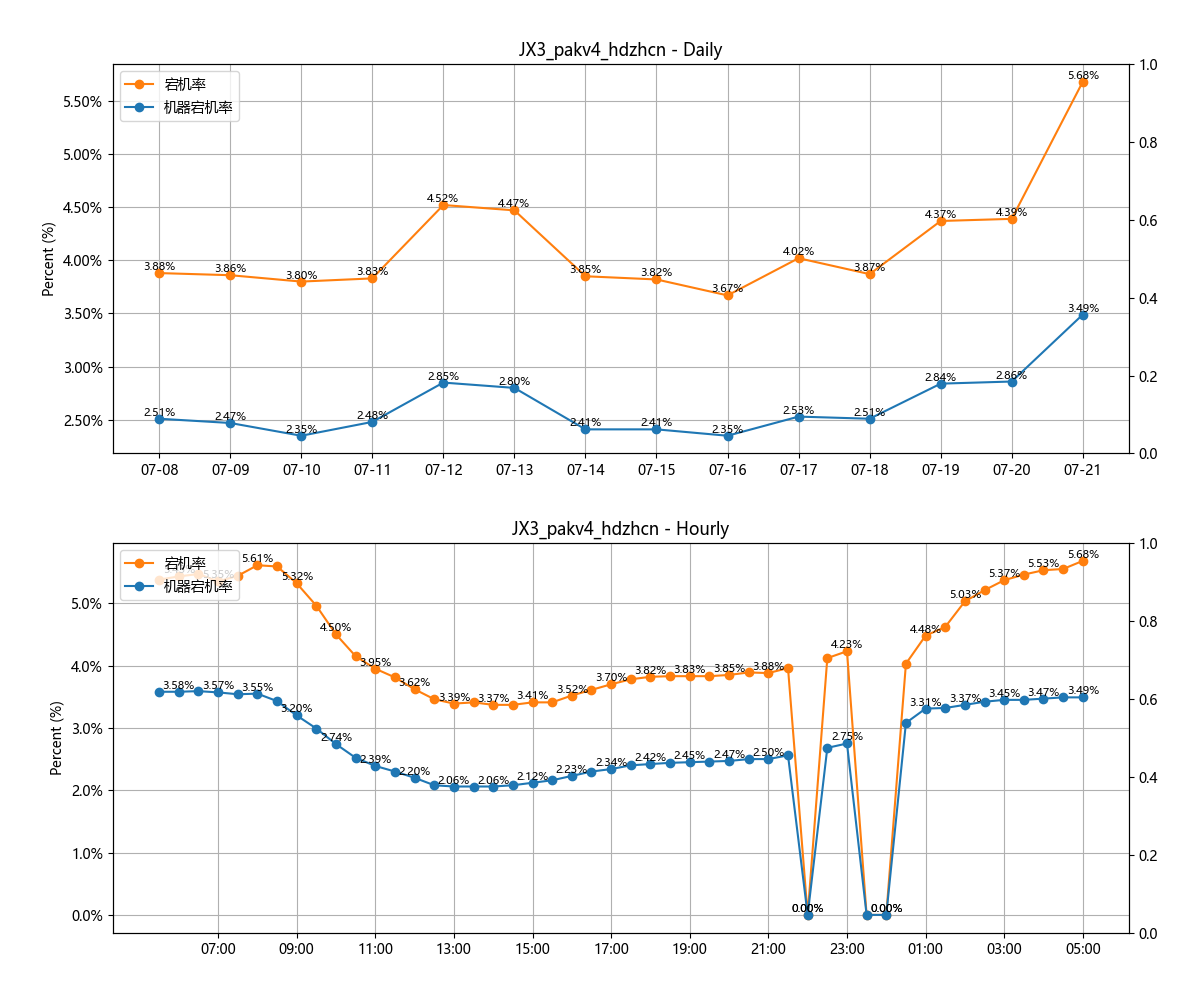 JX3_pakv4_hdzhcn - Daily
宕机率
机器宕机率
Percent (%)
5.50%
5.00%
4.50%
4.00%
3.50%
3.00%
2.50%
1.0
0.8
0.6
0.4
0.2
0.0
3.88% 3.86% 3.80% 3.83% 4.52% 4.47% 3.85% 3.82% 3.67% 4.02% 3.87% 4.37% 4.39% 5.68%
2.51% 2.47% 2.35% 2.48% 2.85% 2.80% 2.41% 2.41% 2.35% 2.53% 2.51% 2.84% 2.86% 3.49%
07-08 07-09 07-10 07-11 07-12 07-13 07-14 07-15 07-16 07-17 07-18 07-19 07-20 07-21
JX3_pakv4_hdzhcn - Hourly
宕机率
机器宕机率
Percent (%)
5.0%
4.0%
3.0%
2.0%
1.0%
0.0%
1.0
0.8
0.6
0.4
0.2
0.0
5.35% 5.61% 5.32% 4.50% 3.95% 3.62% 3.39% 3.37% 3.41% 3.52% 3.70% 3.82% 3.83% 3.85% 3.88% 0.00% 4.23% 0.00% 4.48% 5.03% 5.37% 5.53% 5.68%
3.58% 3.57% 3.55% 3.20% 2.74% 2.39% 2.20% 2.06% 2.06% 2.12% 2.23% 2.34% 2.42% 2.45% 2.47% 2.50% 0.00% 2.75% 0.00% 3.31% 3.37% 3.45% 3.47% 3.49%
07:00 09:00 11:00 13:00 15:00 17:00 19:00 21:00 23:00 01:00 03:00 05:00